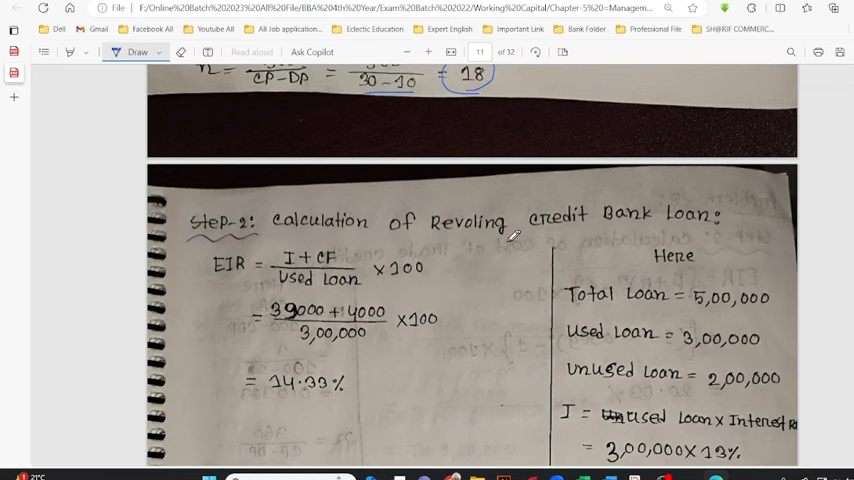 File
F:/Online%20Batch%202023%20All%20File/BBA%204th%20Year/Exam%20Batch%202022/Working%20Capital/Chapter-5%20=%20Managem...
Dell
Gmail
Facebook All
Youtube All
All Job application...
Eclectic Education
Expert English
Important Link
Bank Folder
Professional File
SH@RIF COMMERC...
Draw
Read aloud
Ask Copilot
11 of 32
CP-DP
= 30-10 = 18
Step-2: Calculation of Revoling credit Bank Loan:
EIR = I + CF / Used Loan × 100
= 39000 + 4000 / 3,00,000 × 100
= 14.33%
Here
Total Loan = 5,00,000
Used Loan = 3,00,000
Unused Loan = 2,00,000
I = used Loan × Interest
= 3,00,000 × 13%
21°C